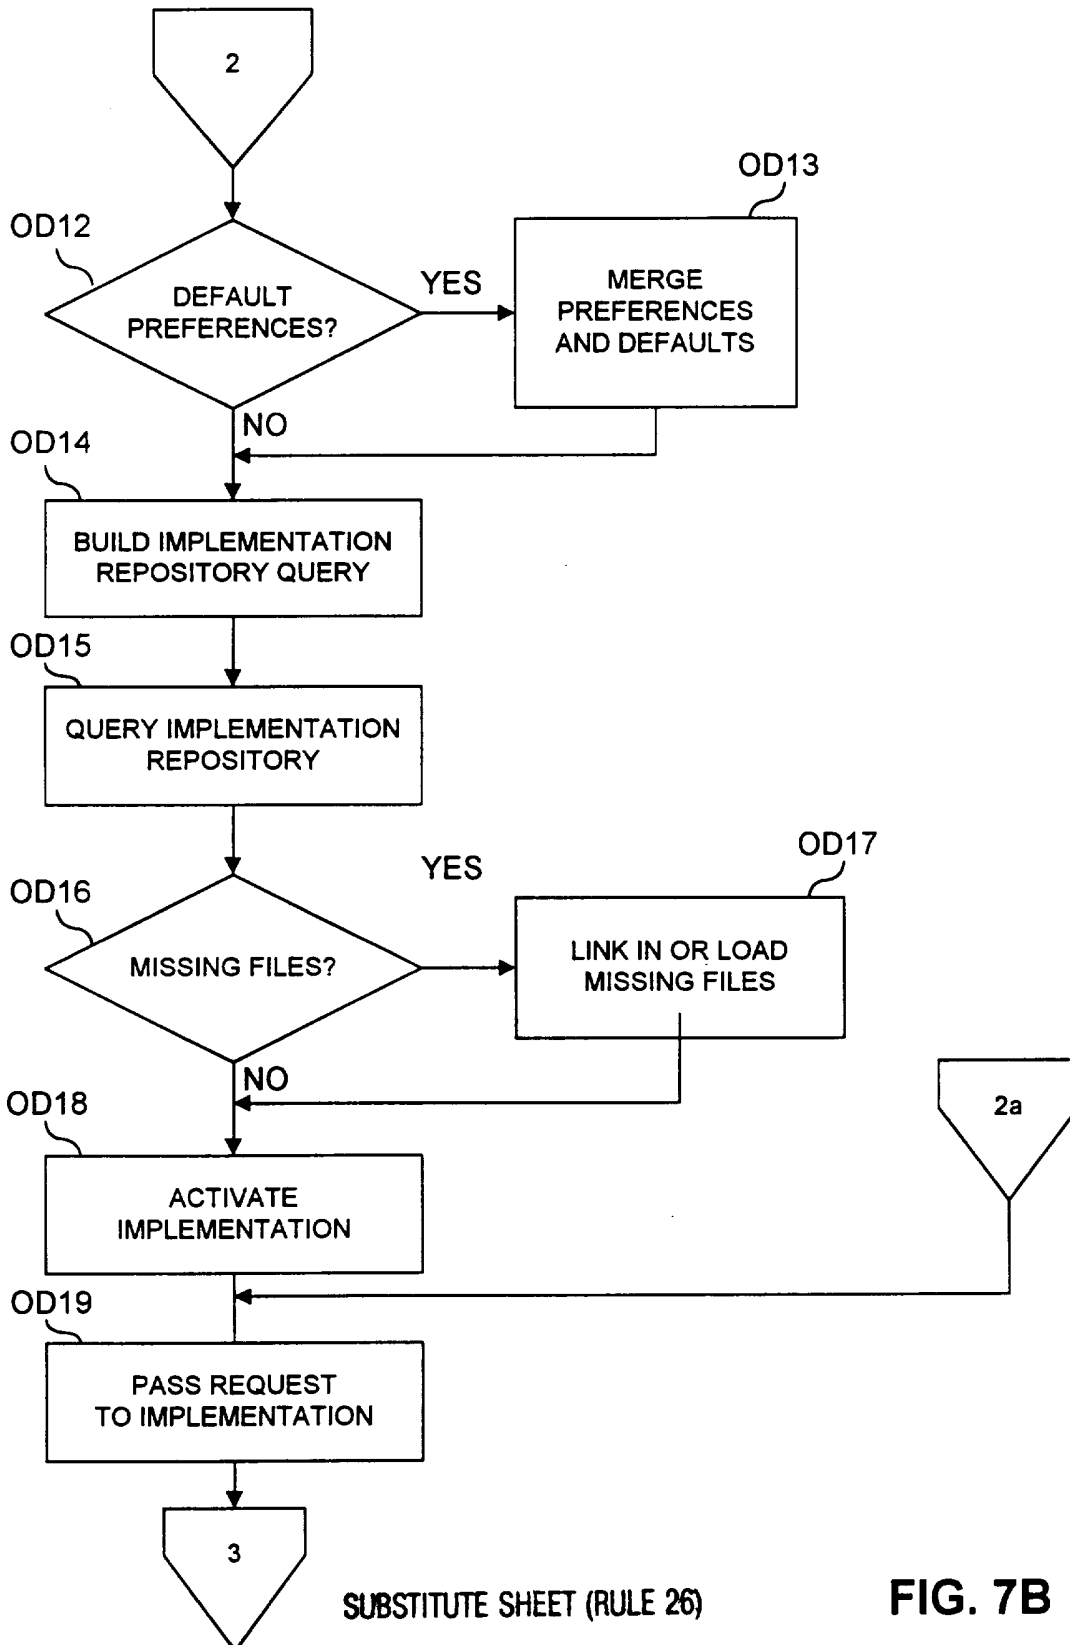 2
OD13
OD12
YES
DEFAULT
PREFERENCES?
MERGE
PREFERENCES
AND DEFAULTS
NO
OD14
BUILD IMPLEMENTATION
REPOSITORY QUERY
OD15
QUERY IMPLEMENTATION
REPOSITORY
OD17
YES
OD16
MISSING FILES?
LINK IN OR LOAD
MISSING FILES
NO
OD18
2a
ACTIVATE
IMPLEMENTATION
OD19
PASS REQUEST
TO IMPLEMENTATION
3
SUBSTITUTE SHEET (RULE 26)
FIG. 7B